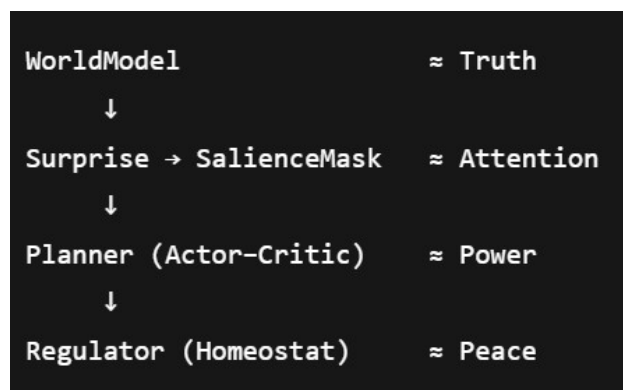 WorldModel ≈ Truth
↓
Surprise → SalienceMask ≈ Attention
↓
Planner (Actor–Critic) ≈ Power
↓
Regulator (Homeostat) ≈ Peace